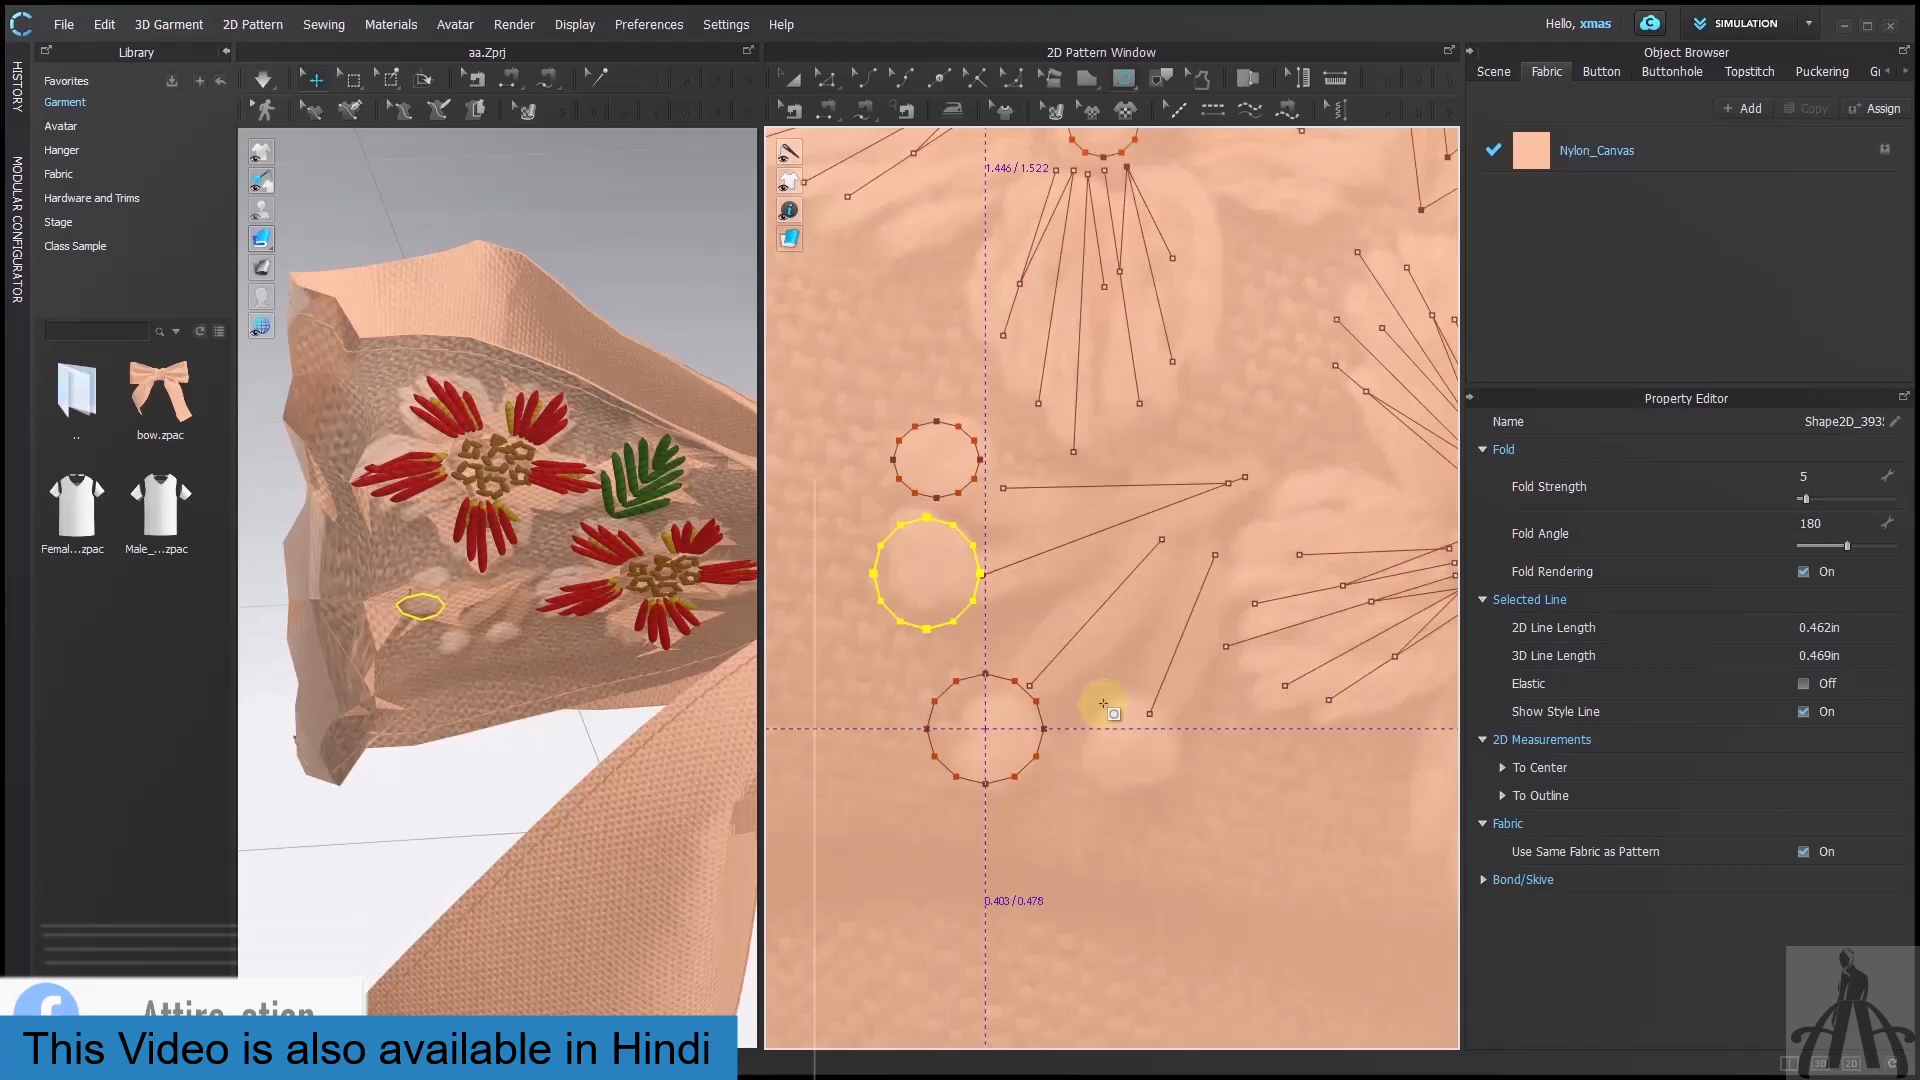 File Edit 3D Garment 2D Pattern Sewing Materials Avatar Render Display Preferences Settings Help
Hello, xmas
SIMULATION
HISTORY
MODULAR CONFIGURATOR
Library
Favorites
Garment
Avatar
Hanger
Fabric
Hardware and Trims
Stage
Class Sample
..
bow.zpac
Femal...zpac
Male_...zpac
aa.Zprj
2D Pattern Window
1.446 / 1.522
0.403 / 0.478
Object Browser
Scene Fabric Button Buttonhole Topstitch Puckering
+ Add Copy Assign
Nylon_Canvas
Property Editor
Name Shape2D_393
Fold
Fold Strength 5
Fold Angle 180
Fold Rendering On
Selected Line
2D Line Length 0.462in
3D Line Length 0.469in
Elastic Off
Show Style Line On
2D Measurements
To Center
To Outline
Fabric
Use Same Fabric as Pattern On
Bond/Skive
3D 2D
This Video is also available in Hindi